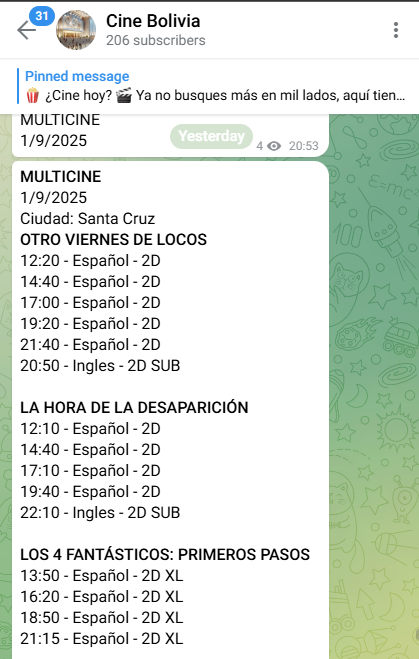 31
Cine Bolivia
206 subscribers
Pinned message
🍿 ¿Cine hoy? 🎬 Ya no busques más en mil lados, aquí tien...
MULTICINE
1/9/2025
Yesterday
4 20:53
MULTICINE
1/9/2025
Ciudad: Santa Cruz
OTRO VIERNES DE LOCOS
12:20 - Español - 2D
14:40 - Español - 2D
17:00 - Español - 2D
19:20 - Español - 2D
21:40 - Español - 2D
20:50 - Ingles - 2D SUB
LA HORA DE LA DESAPARICIÓN
12:10 - Español - 2D
14:40 - Español - 2D
17:10 - Español - 2D
19:40 - Español - 2D
22:10 - Ingles - 2D SUB
LOS 4 FANTÁSTICOS: PRIMEROS PASOS
13:50 - Español - 2D XL
16:20 - Español - 2D XL
18:50 - Español - 2D XL
21:15 - Español - 2D XL